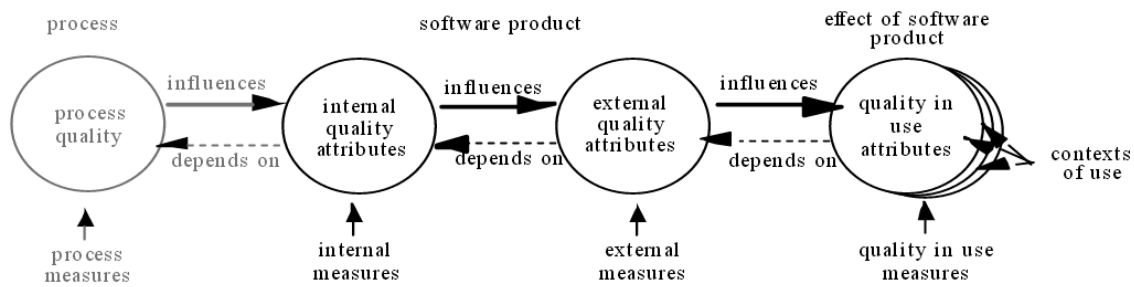 process
software product
effect of software
product
influences
influences
influences
process
quality
internal
quality
attributes
external
quality
attributes
quality in
use
attributes
depends on
depends on
depends on
contexts
of use
process
measures
internal
measures
external
measures
quality in use
measures